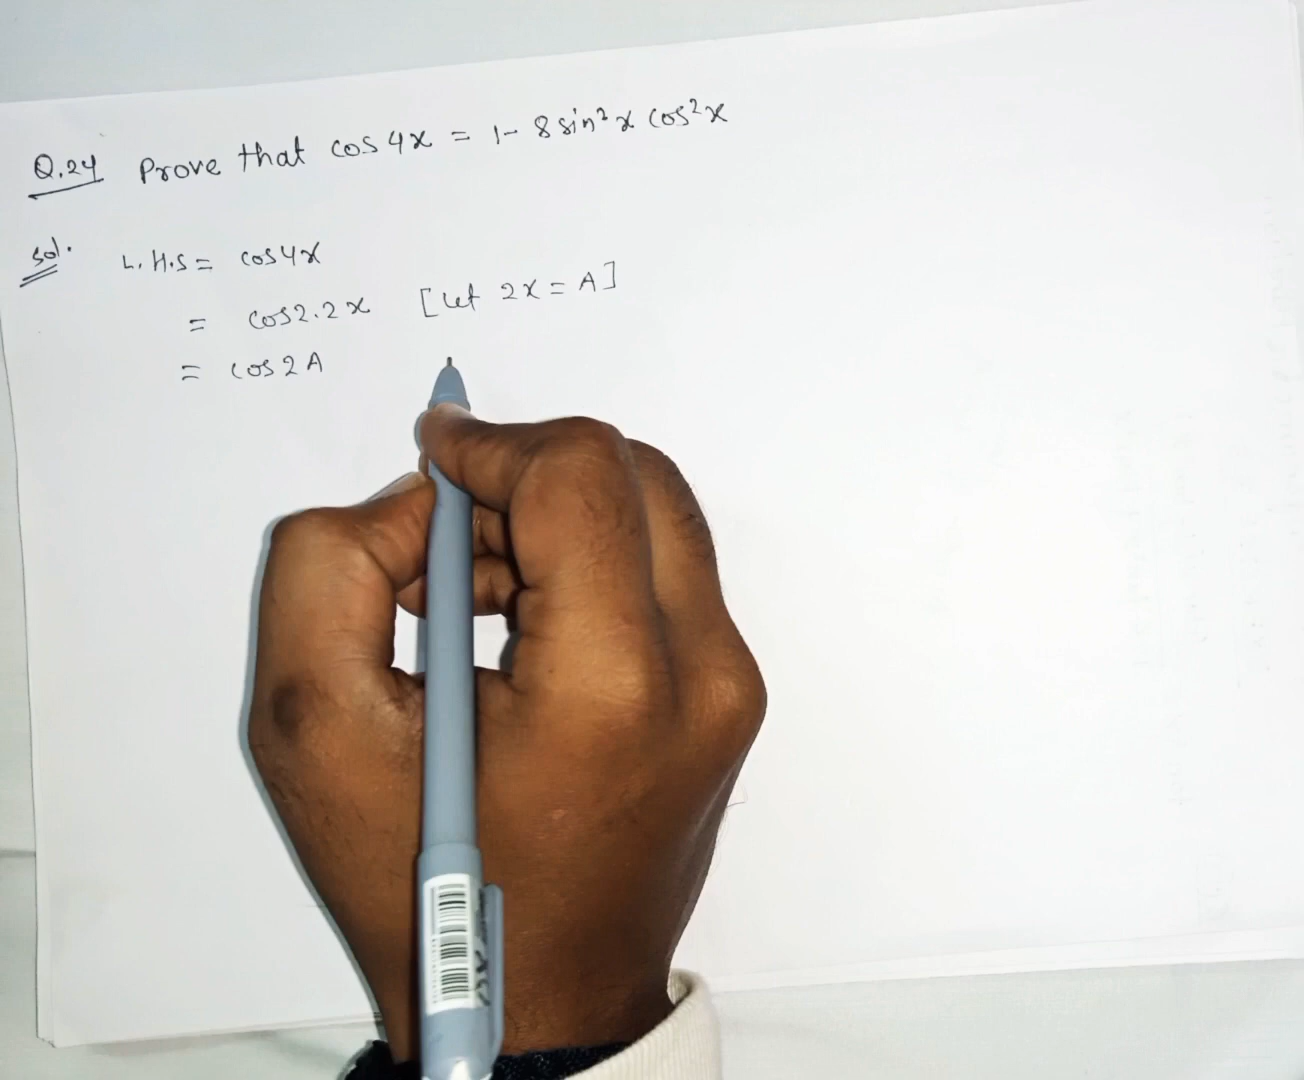 Q.24 Prove that cos 4x = 1- 8 sin²x cos²x
Sol. L.H.S = cos4x
= cos2.2x [let 2x = A]
= cos 2A